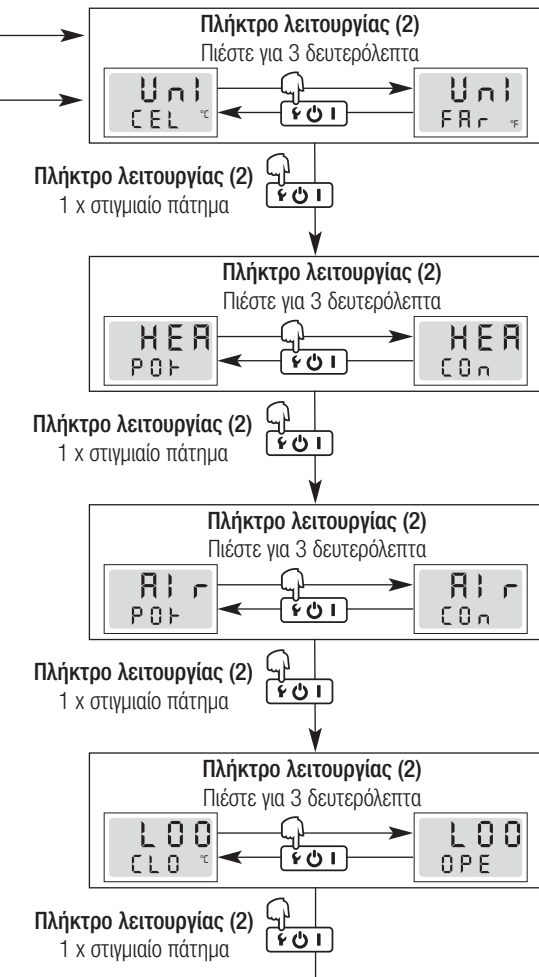 Πλήκτρο λειτουργίας (2)
Πιέστε για 3 δευτερόλεπτα
UnI
CEL °C
UnI
FAr °F
Πλήκτρο λειτουργίας (2)
1 x στιγμιαίο πάτημα
Πλήκτρο λειτουργίας (2)
Πιέστε για 3 δευτερόλεπτα
HEA
POt
HEA
COn
Πλήκτρο λειτουργίας (2)
1 x στιγμιαίο πάτημα
Πλήκτρο λειτουργίας (2)
Πιέστε για 3 δευτερόλεπτα
AIr
POt
AIr
COn
Πλήκτρο λειτουργίας (2)
1 x στιγμιαίο πάτημα
Πλήκτρο λειτουργίας (2)
Πιέστε για 3 δευτερόλεπτα
LOO
CLO °C
LOO
OPE
Πλήκτρο λειτουργίας (2)
1 x στιγμιαίο πάτημα